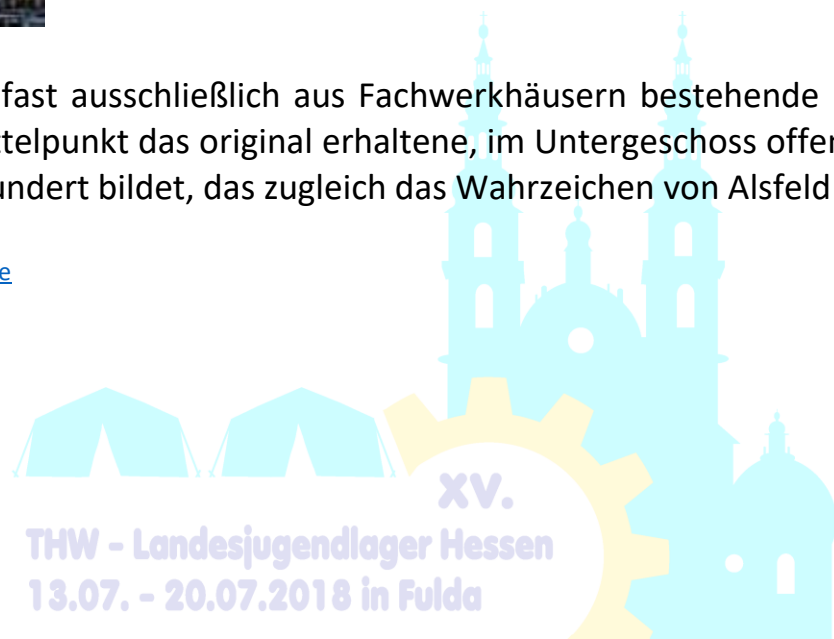 fast ausschließlich aus Fachwerkhäusern bestehende
telpunkt das original erhaltene, im Untergeschoss offen
undert bildet, das zugleich das Wahrzeichen von Alsfeld
e
XV.
THW - Landesjugendlager Hessen
13.07. - 20.07.2018 in Fulda